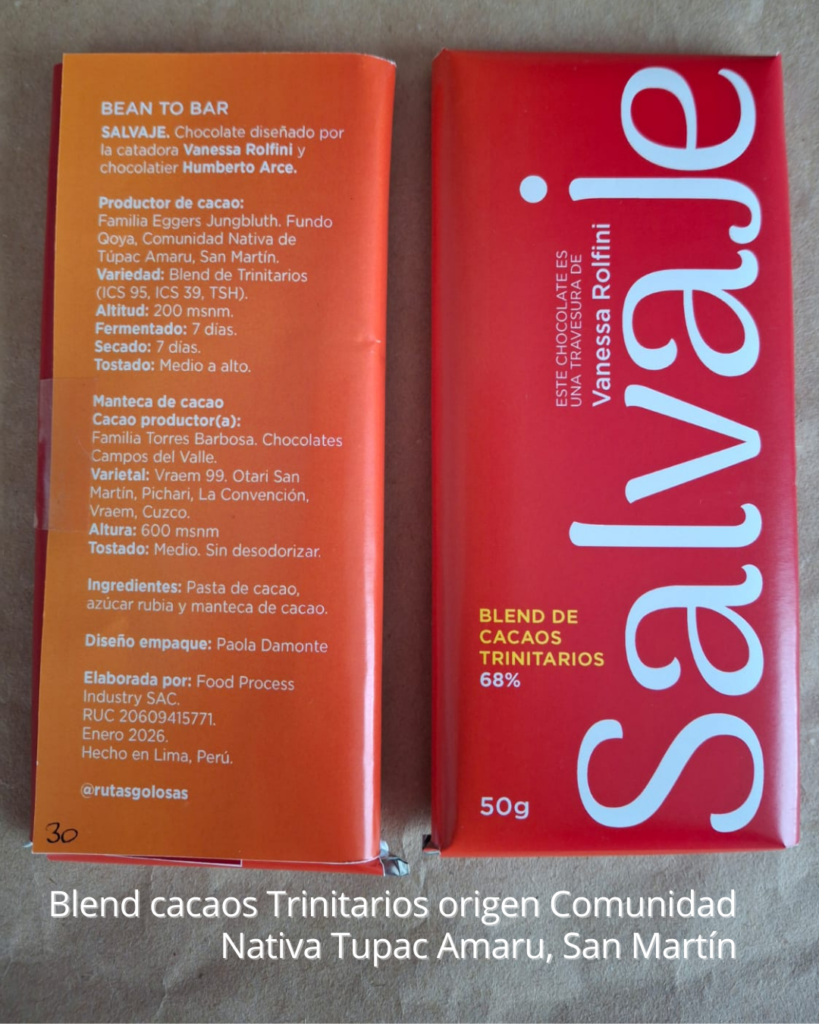 BEAN TO BAR
SALVAJE. Chocolate diseñado por
la catadora Vanessa Rolfini y
chocolatier Humberto Arce.
Productor de cacao:
Familia Eggers Jungbluth. Fundo
Qoya, Comunidad Nativa de
Túpac Amaru, San Martín.
Variedad: Blend de Trinitarios
(ICS 95, ICS 39, TSH).
Altitud: 200 msnm.
Fermentado: 7 días.
Secado: 7 días.
Tostado: Medio a alto.
Manteca de cacao
Cacao productor(a):
Familia Torres Barbosa. Chocolates
Campos del Valle.
Varietal: Vraem 99. Otari San
Martín, Pichari, La Convención,
Vraem, Cuzco.
Altura: 600 msnm
Tostado: Medio. Sin desodorizar.
Ingredientes: Pasta de cacao,
azúcar rubia y manteca de cacao.
Diseño empaque: Paola Damonte
Elaborada por: Food Process
Industry SAC.
RUC 20609415771.
Enero 2026.
Hecho en Lima, Perú.
@rutasgolosas
30
Salvaje
ESTE CHOCOLATE ES
UNA TRAVESURA DE
Vanessa Rolfini
BLEND DE
CACAOS
TRINITARIOS
68%
50g
Blend cacaos Trinitarios origen Comunidad
Nativa Tupac Amaru, San Martín